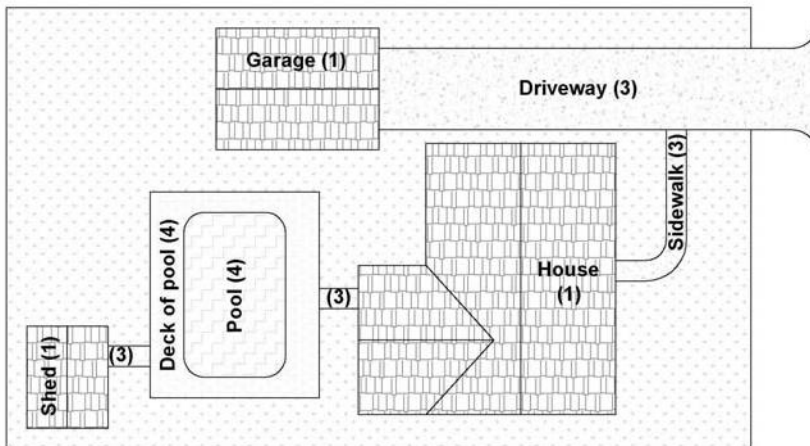 Garage (1)
Driveway (3)
Sidewalk (3)
House
(1)
Deck of pool (4)
Pool (4)
(3)
(3)
Shed (1)